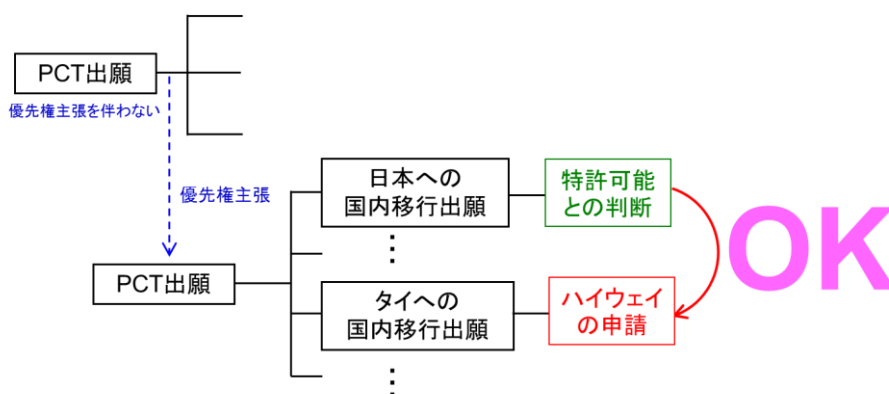 PCT出願
優先権主張を伴わない
優先権主張
日本への
国内移行出願
特許可能
との判断
OK
PCT出願
タイへの
国内移行出願
ハイウェイ
の申請